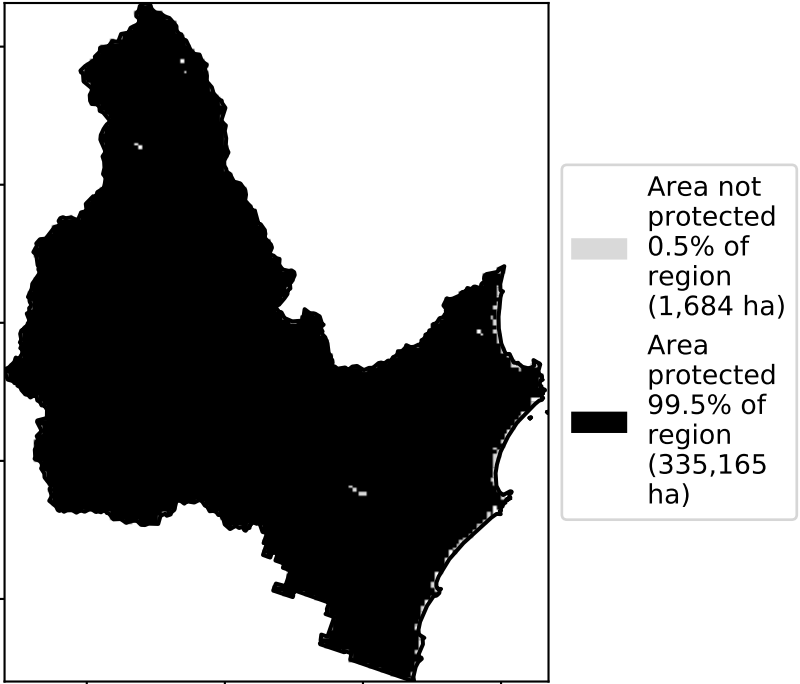 Area not
protected
0.5% of
region
(1,684 ha)
Area
protected
99.5% of
region
(335,165
ha)